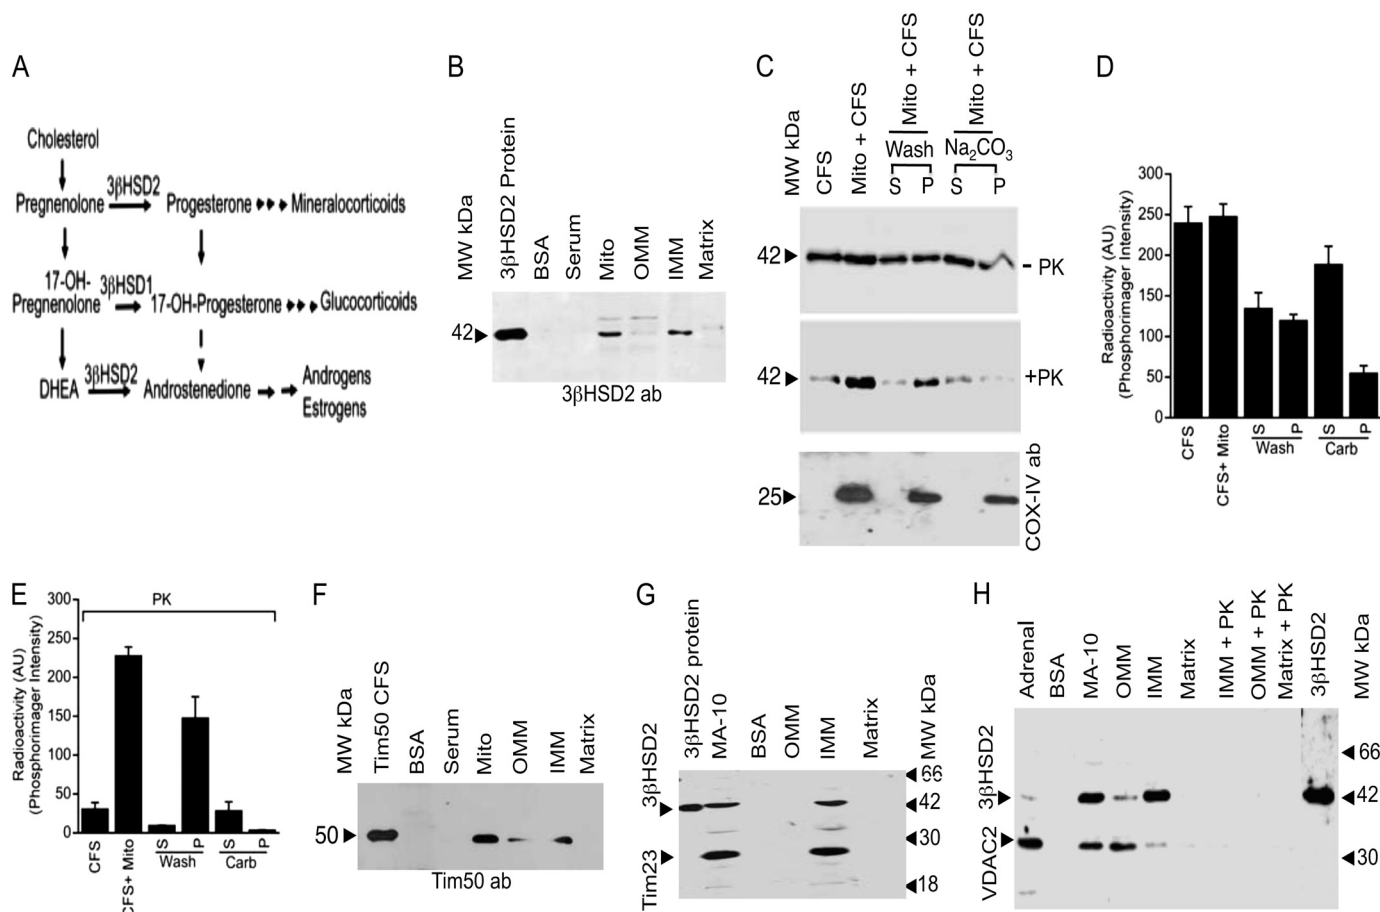 A
Cholesterol
3βHSD2
Pregnenolone Progesterone Mineralocorticoids
17-OH-
Pregnenolone 3βHSD1 17-OH-Progesterone Glucocorticoids
3βHSD2
DHEA Androstenedione Androgens
Estrogens
B
MW kDa
3βHSD2 Protein
BSA
Serum
Mito
OMM
IMM
Matrix
42
3βHSD2 ab
C
MW kDa
CFS
Mito + CFS
Mito + CFS
Wash
S P
Mito + CFS
Na₂CO₃
S P
42 - PK
42 +PK
25 COX-IV ab
D
Radioactivity (AU)
(Phosphorimager Intensity)
300
250
200
150
100
50
0
CFS
CFS+ Mito
S P
Wash
S P
Carb
E
PK
Radioactivity (AU)
(Phosphorimager Intensity)
300
250
200
150
100
50
0
CFS
CFS+ Mito
S P
Wash
S P
Carb
F
MW kDa
Tim50 CFS
BSA
Serum
Mito
OMM
IMM
Matrix
50
Tim50 ab
G
3βHSD2 protein
MA-10
BSA
OMM
IMM
Matrix
MW kDa
3βHSD2
Tim23
66
42
30
18
H
Adrenal
BSA
MA-10
OMM
IMM
Matrix
IMM + PK
OMM + PK
Matrix + PK
3βHSD2
MW kDa
3βHSD2
VDAC2
66
42
30